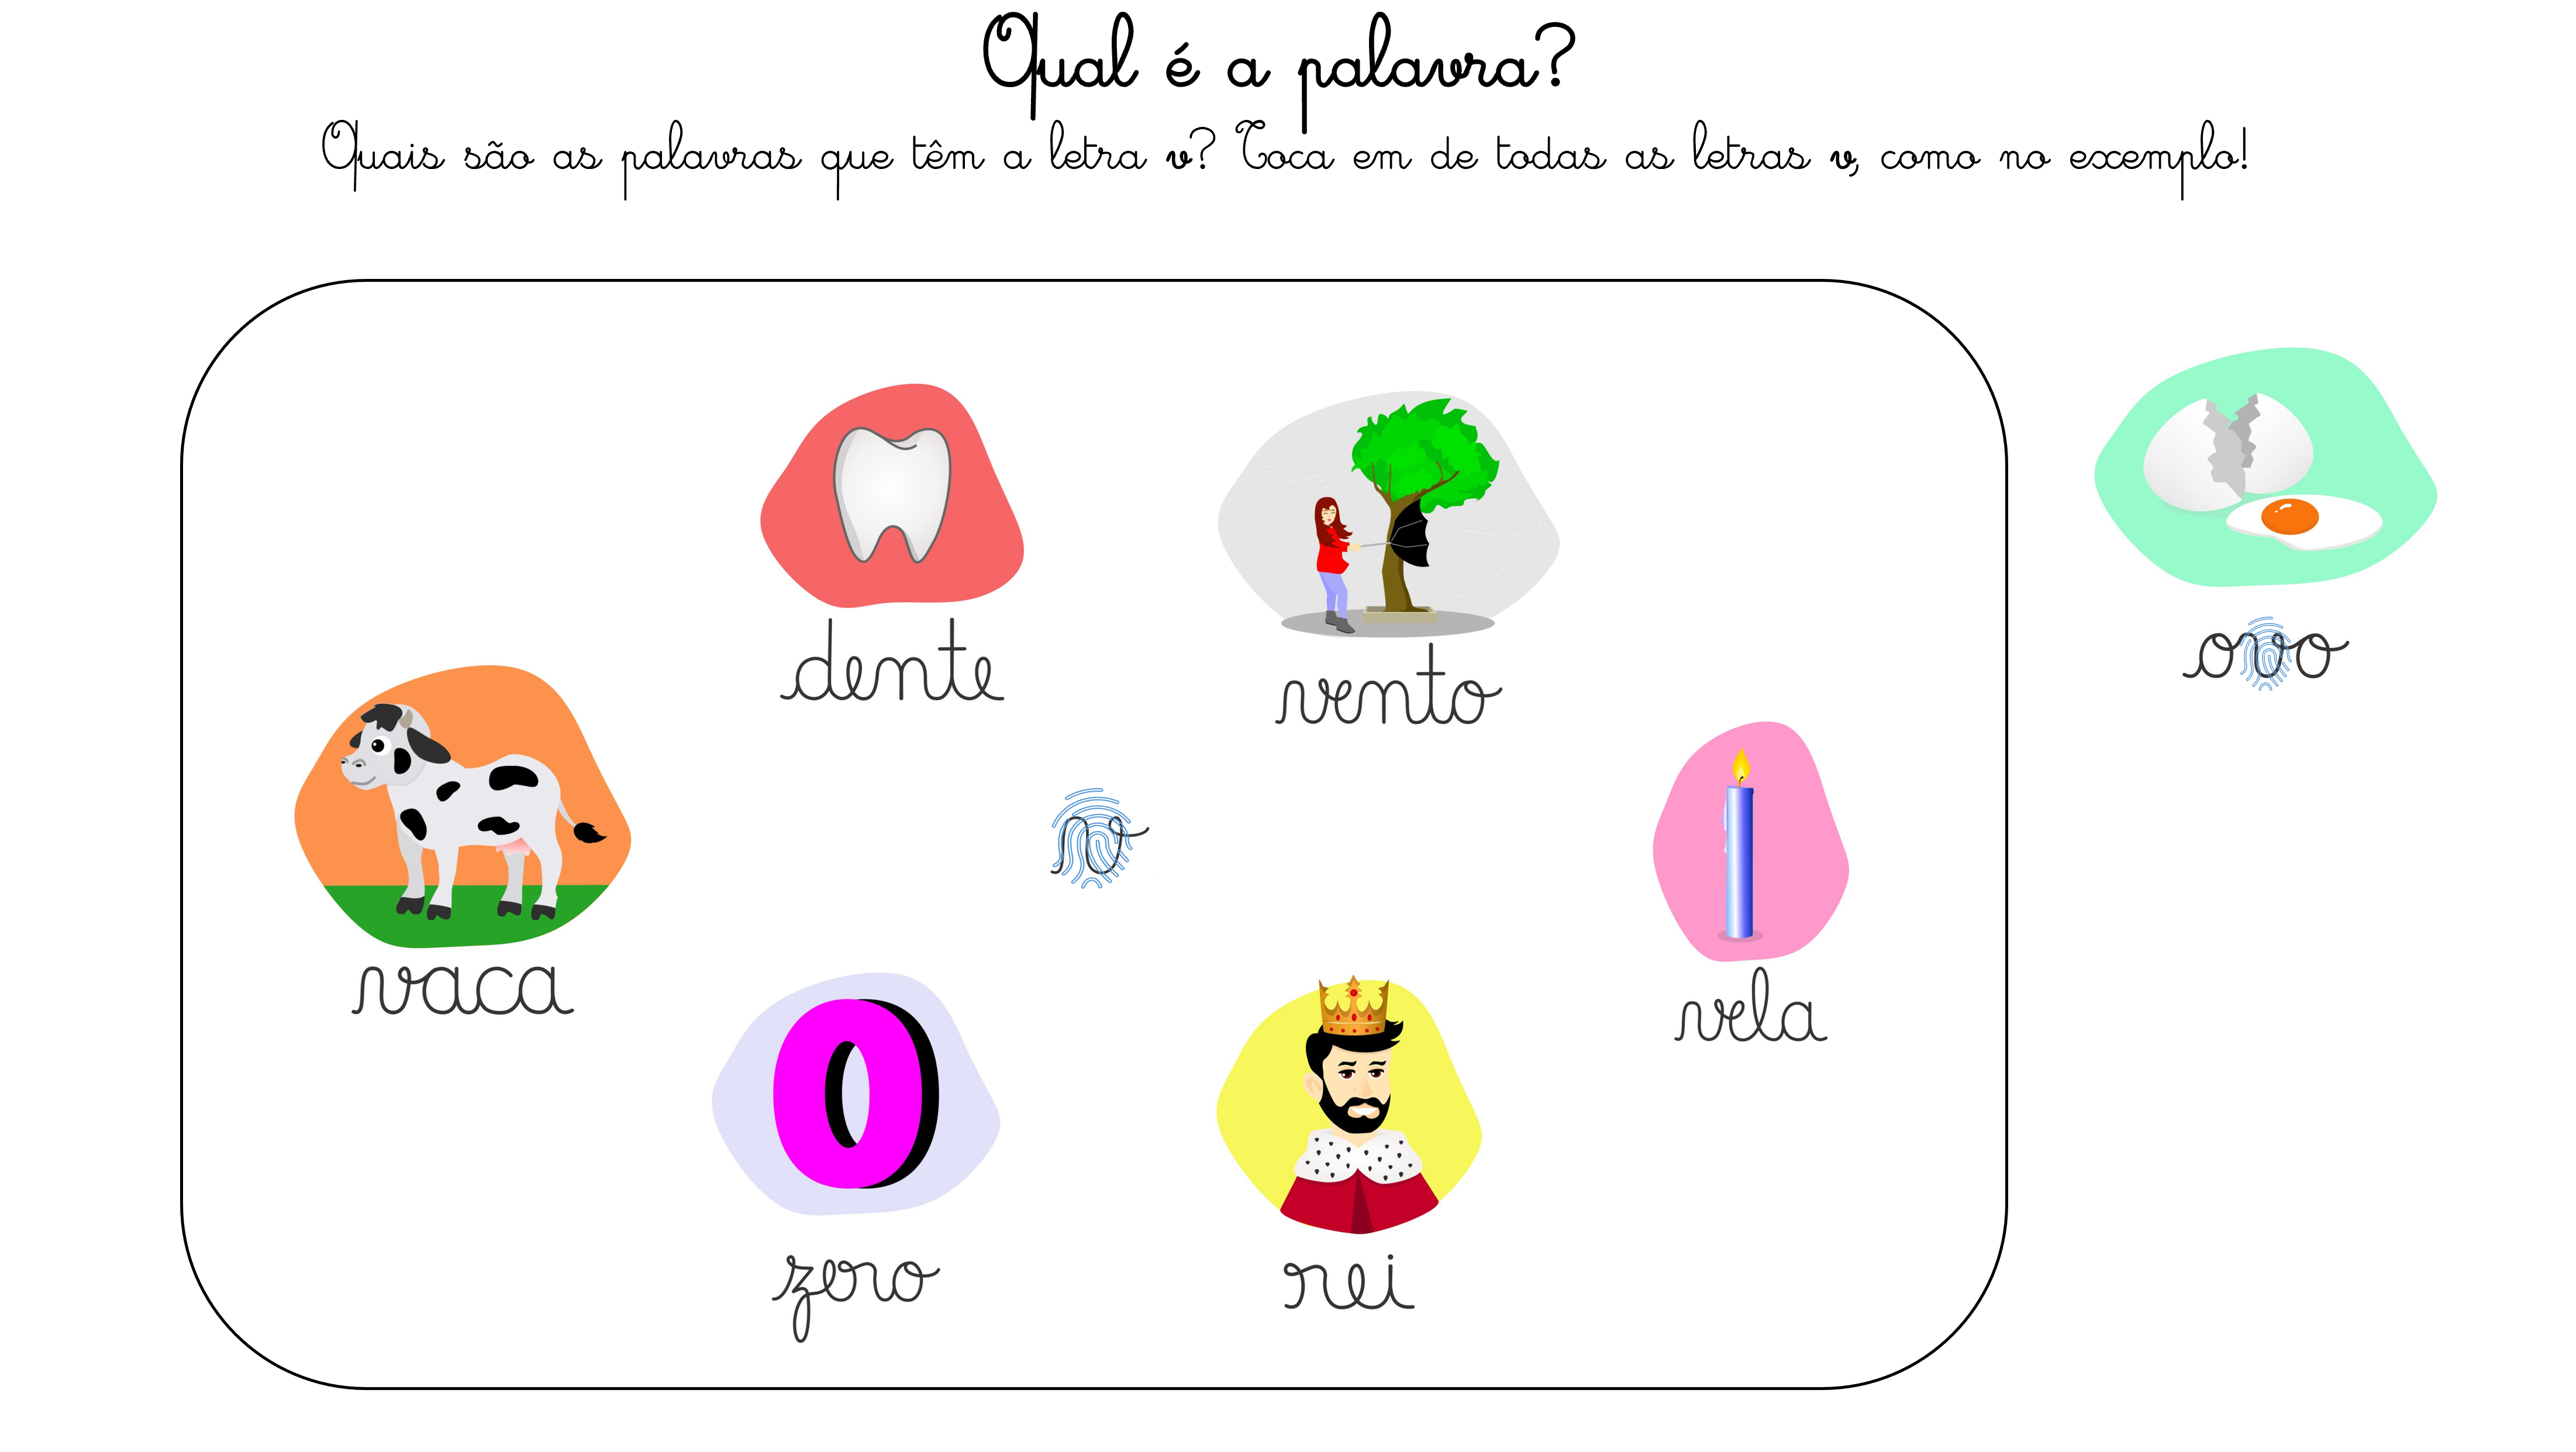 Qual é a palavra?
Quais são as palavras que têm a letra v? Toca em de todas as letras v, como no exemplo!
dente
vento
ovo
v
vaca
vela
0
zero
rei